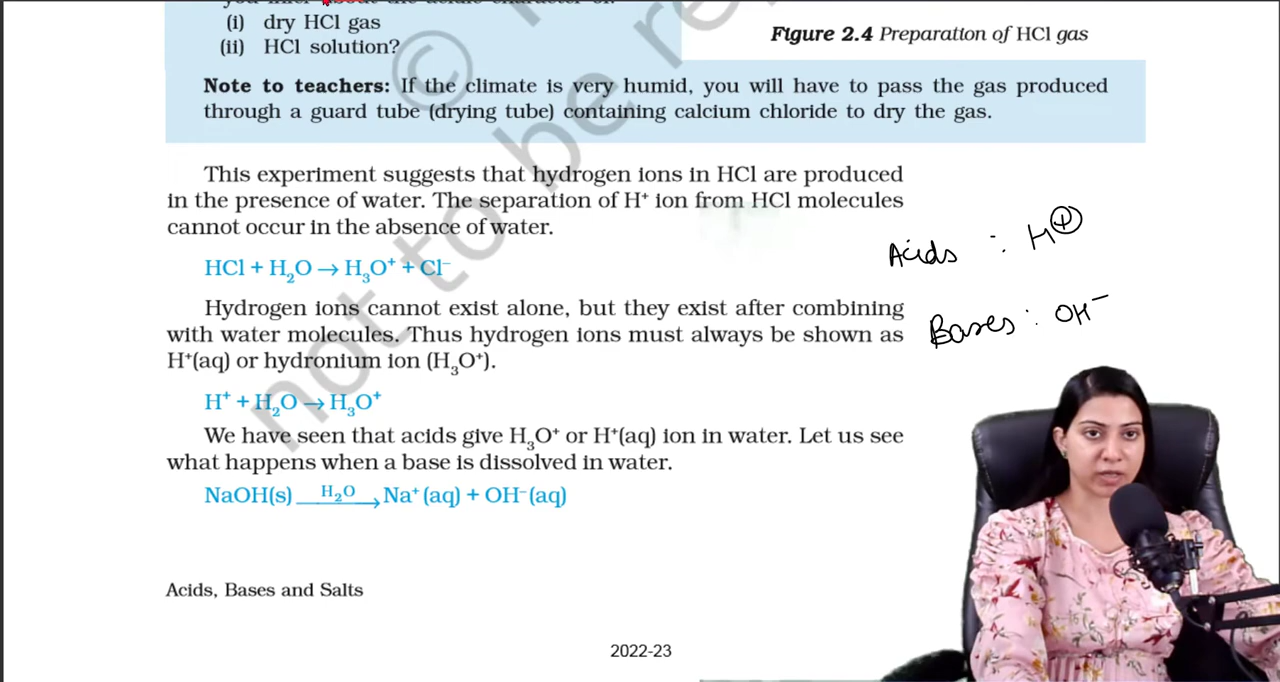 (i) dry HCl gas
(ii) HCl solution?
Figure 2.4 Preparation of HCl gas
Note to teachers: If the climate is very humid, you will have to pass the gas produced
through a guard tube (drying tube) containing calcium chloride to dry the gas.
This experiment suggests that hydrogen ions in HCl are produced
in the presence of water. The separation of H⁺ ion from HCl molecules
cannot occur in the absence of water.
HCl + H₂O → H₃O⁺ + Cl⁻
Hydrogen ions cannot exist alone, but they exist after combining
with water molecules. Thus hydrogen ions must always be shown as
H⁺(aq) or hydronium ion (H₃O⁺).
H⁺ + H₂O → H₃O⁺
We have seen that acids give H₃O⁺ or H⁺(aq) ion in water. Let us see
what happens when a base is dissolved in water.
NaOH(s) —H₂O→ Na⁺ (aq) + OH⁻ (aq)
Acids : H⊕
Bases : OH⁻
Acids, Bases and Salts
2022-23
© 
not to be